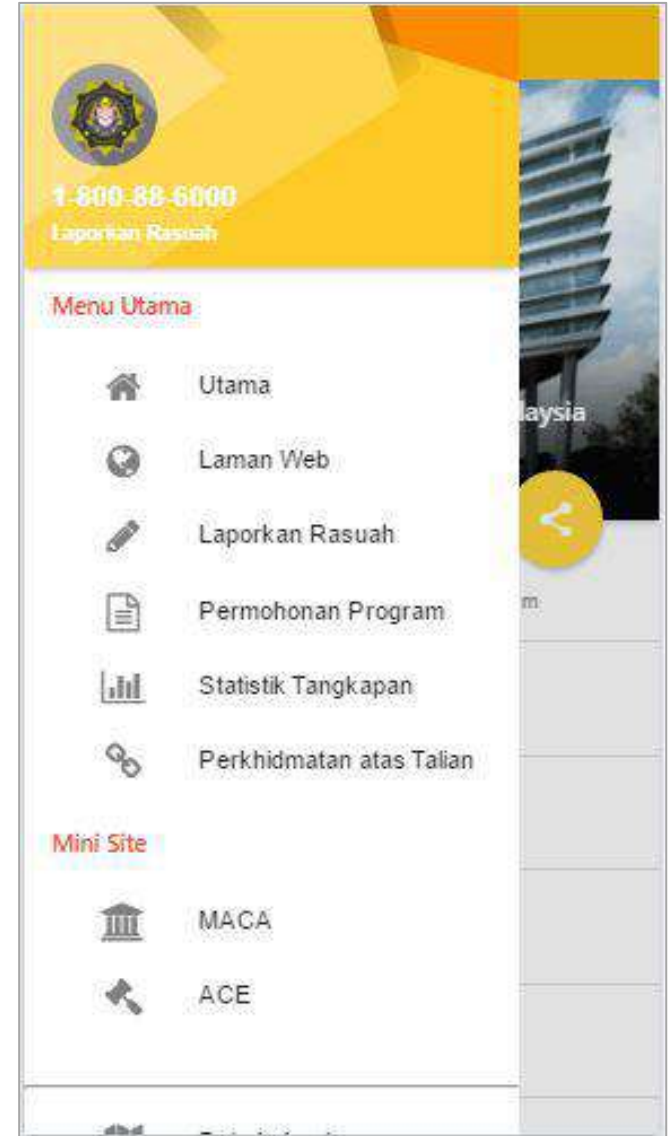 1-800-88-6000
Laporkan Rasuah
Menu Utama
Utama
laysia
Laman Web
Laporkan Rasuah
Permohonan Program
m
Statistik Tangkapan
Perkhidmatan atas Talian
Mini Site
MACA
ACE